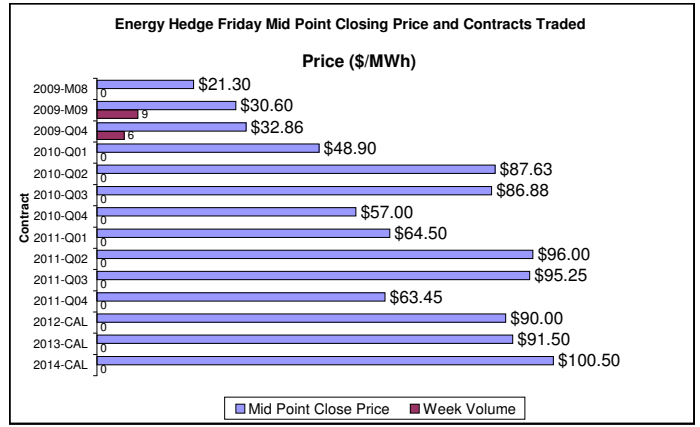 Energy Hedge Friday Mid Point Closing Price and Contracts Traded
Price ($/MWh)
Contract
2009-M08 $21.30
0
2009-M09 $30.60
9
2009-Q04 $32.86
6
2010-Q01 $48.90
0
2010-Q02 $87.63
0
2010-Q03 $86.88
0
2010-Q04 $57.00
0
2011-Q01 $64.50
0
2011-Q02 $96.00
0
2011-Q03 $95.25
0
2011-Q04 $63.45
0
2012-CAL $90.00
0
2013-CAL $91.50
0
2014-CAL $100.50
0
Mid Point Close Price Week Volume